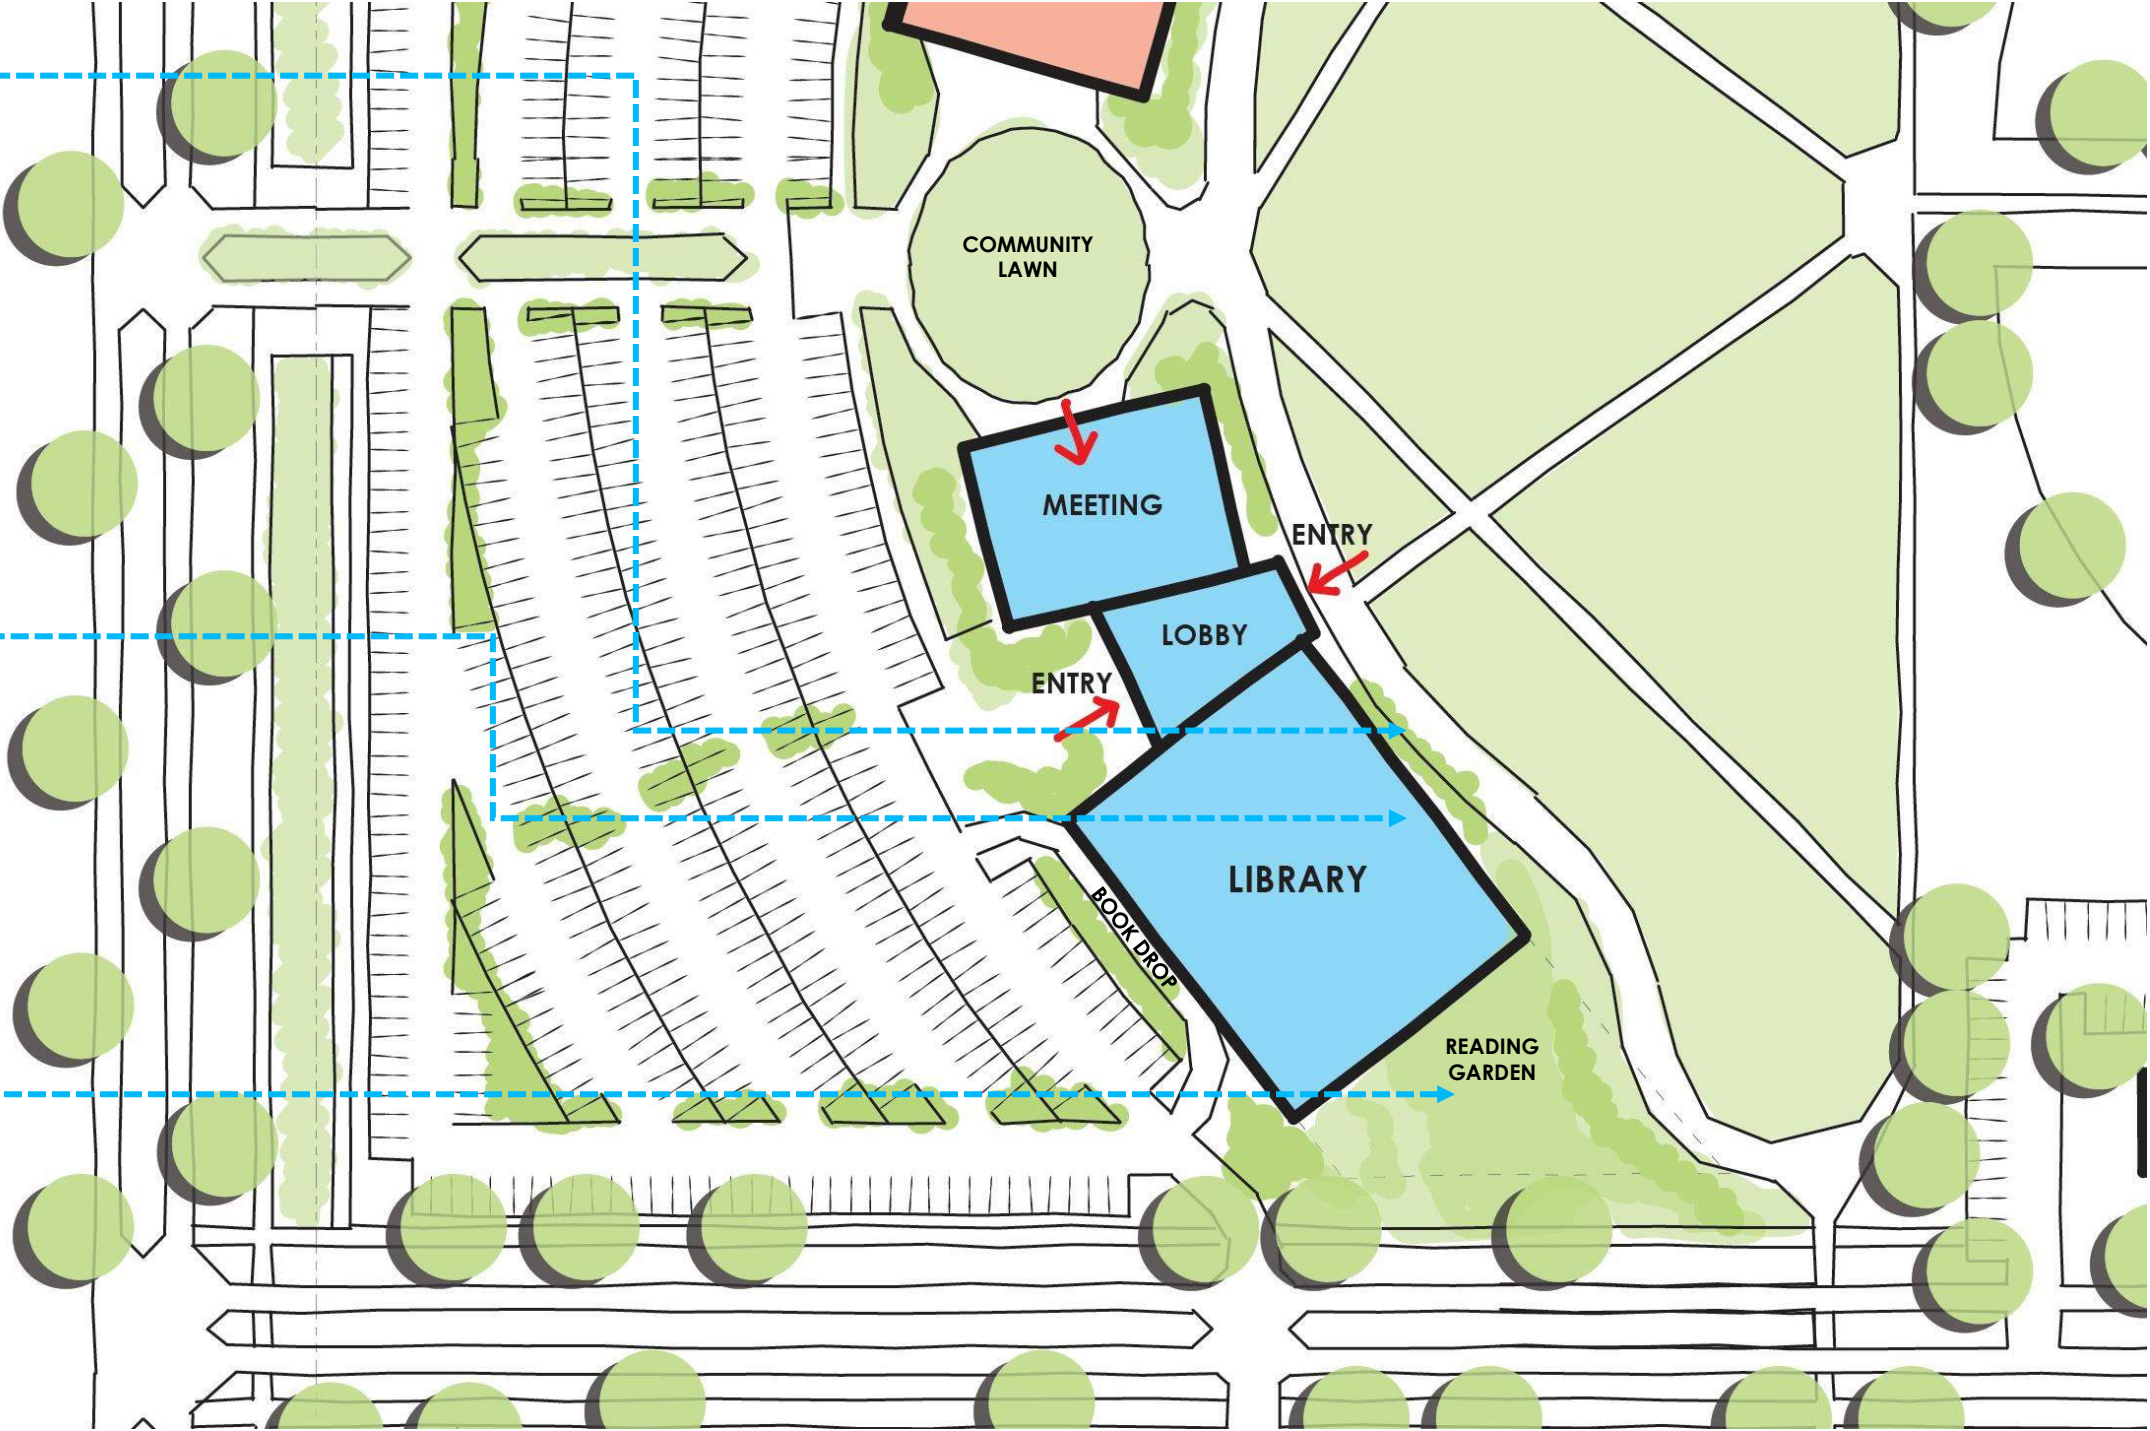 COMMUNITY
LAWN
MEETING
ENTRY
LOBBY
ENTRY
LIBRARY
BOOK DROP
READING
GARDEN